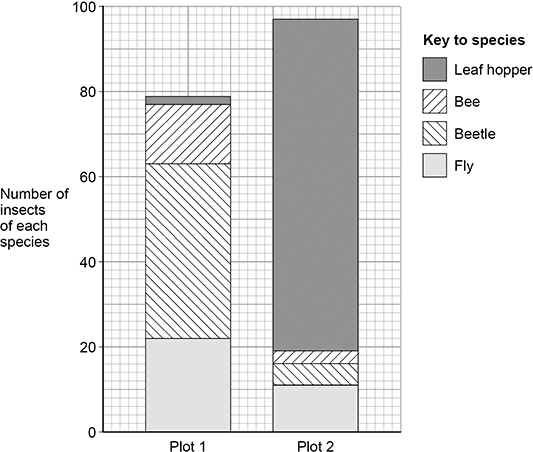 100
80
60
40
20
0
Number of
insects
of each
species
Plot 1
Plot 2
Key to species
Leaf hopper
Bee
Beetle
Fly